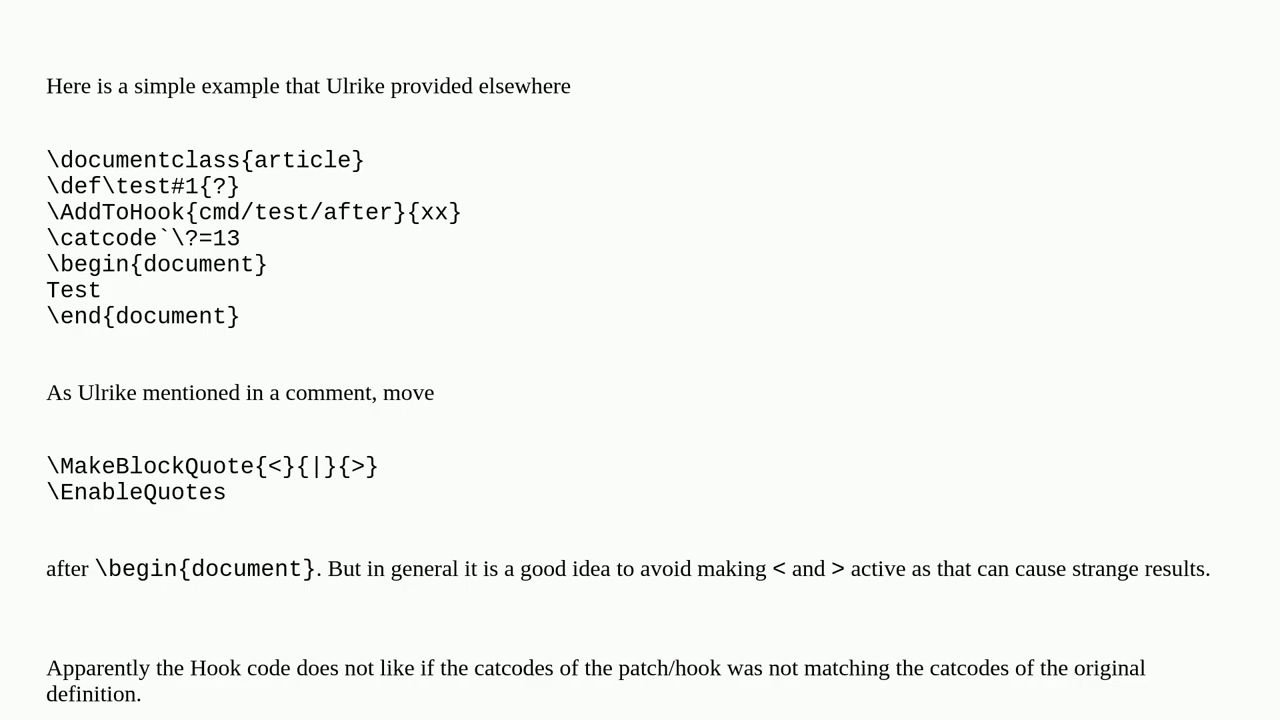 Here is a simple example that Ulrike provided elsewhere
\documentclass{article}
\def\test#1{?}
\AddToHook{cmd/test/after}{xx}
\catcode`\?=13
\begin{document}
Test
\end{document}
As Ulrike mentioned in a comment, move
\MakeBlockQuote{<}{|}{>}
\EnableQuotes
after \begin{document}. But in general it is a good idea to avoid making < and > active as that can cause strange results.
Apparently the Hook code does not like if the catcodes of the patch/hook was not matching the catcodes of the original
definition.